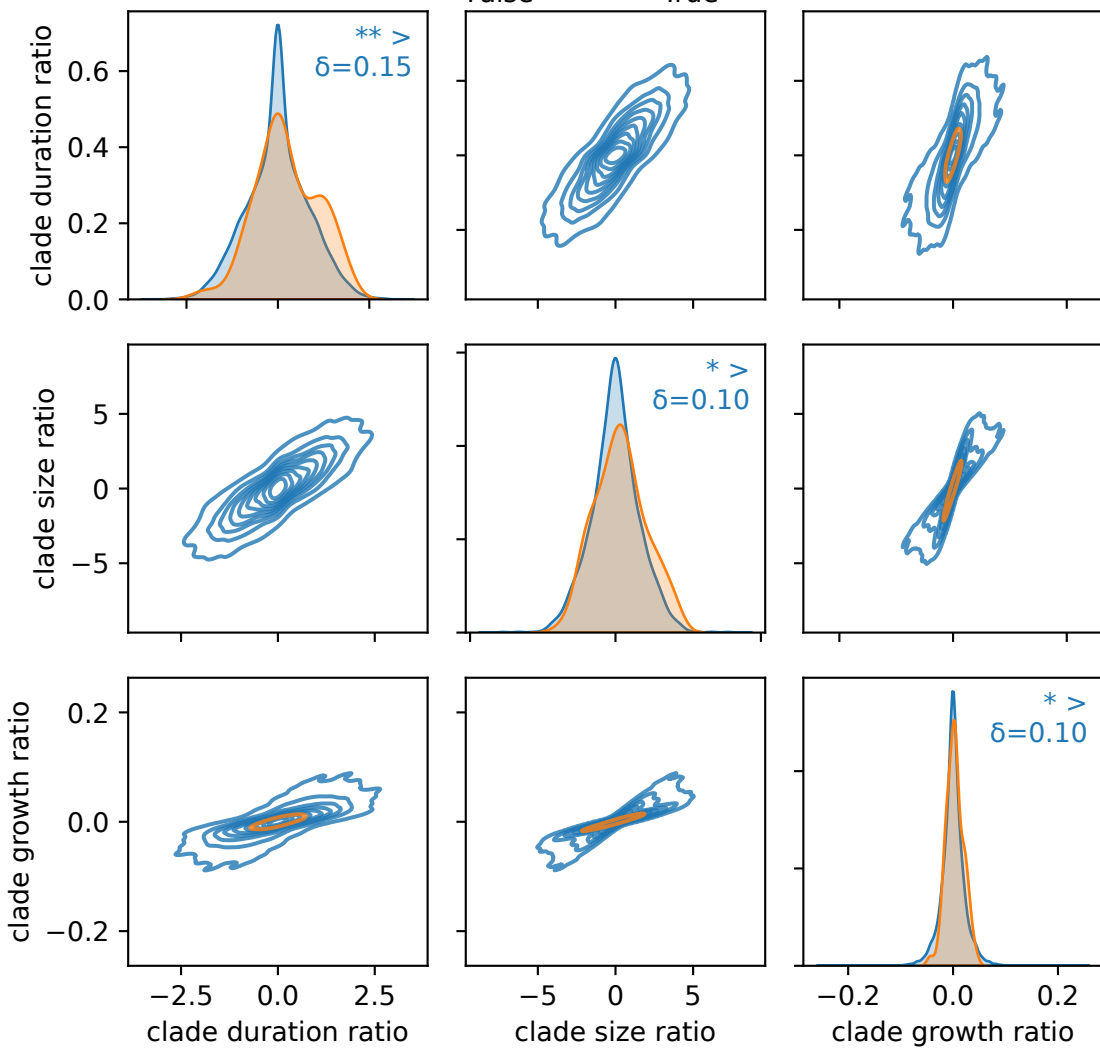 raise True
clade duration ratio
0.6
0.4
0.2
0.0
** >
δ=0.15
clade size ratio
5
0
−5
* >
δ=0.10
clade growth ratio
0.2
0.0
−0.2
* >
δ=0.10
−2.5 0.0 2.5
−5 0 5
−0.2 0.0 0.2
clade duration ratio
clade size ratio
clade growth ratio